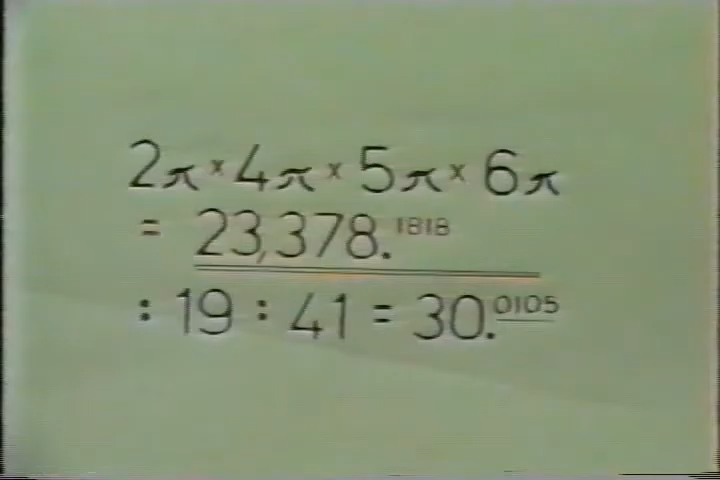 2π × 4π × 5π × 6π
= 23,378.1818
: 19 : 41 = 30.0105